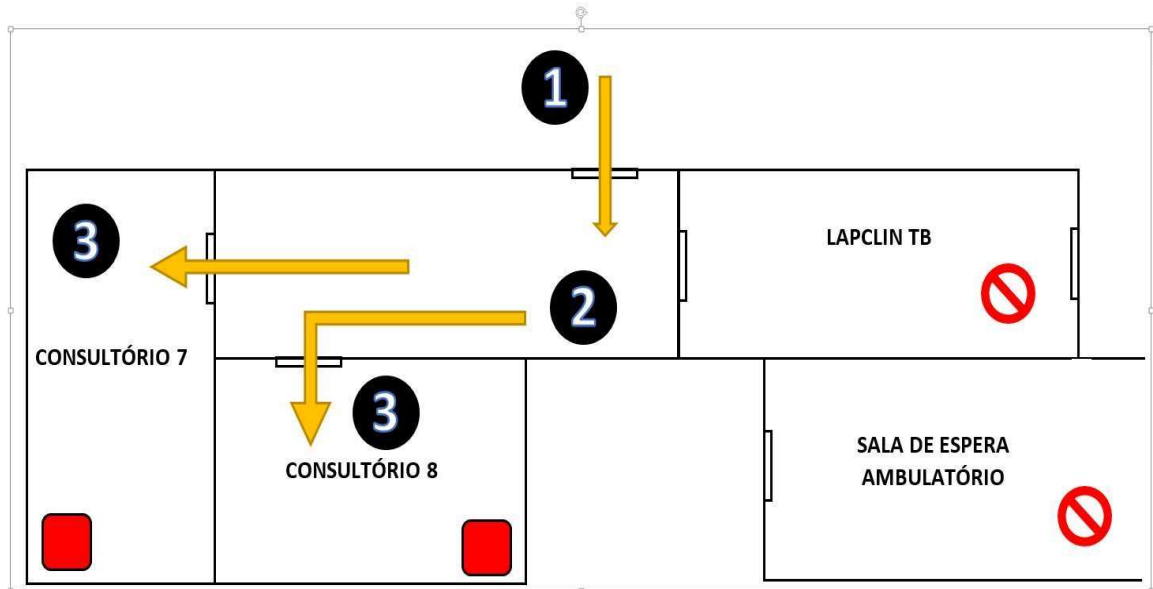 1
3
LAPCLIN TB
2
CONSULTÓRIO 7
3
CONSULTÓRIO 8
SALA DE ESPERA
AMBULATÓRIO